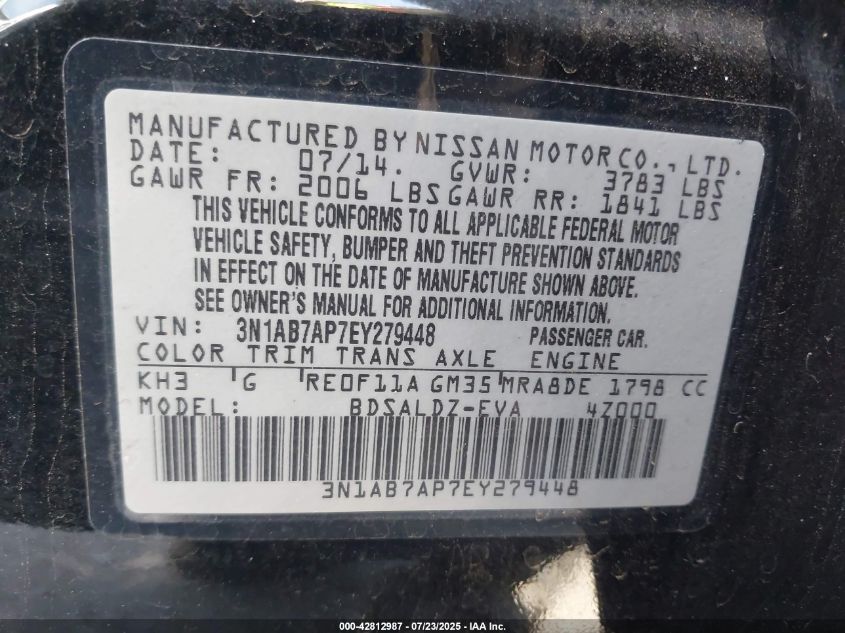 MANUFACTURED BY NISSAN MOTOR CO., LTD.
DATE: 07/14. GVWR: 3783 LBS
GAWR FR: 2006 LBS GAWR RR: 1841 LBS
THIS VEHICLE CONFORMS TO ALL APPLICABLE FEDERAL MOTOR
VEHICLE SAFETY, BUMPER AND THEFT PREVENTION STANDARDS
IN EFFECT ON THE DATE OF MANUFACTURE SHOWN ABOVE.
SEE OWNER'S MANUAL FOR ADDITIONAL INFORMATION.
VIN: 3N1AB7AP7EY279448 PASSENGER CAR.
COLOR TRIM TRANS AXLE ENGINE
KH3 G RE0F11A GM35 MRA8DE 1798 CC
MODEL: BDSALDZ-EVA 4Z000
3N1AB7AP7EY279448
000-42812987 - 07/23/2025 - IAA Inc.